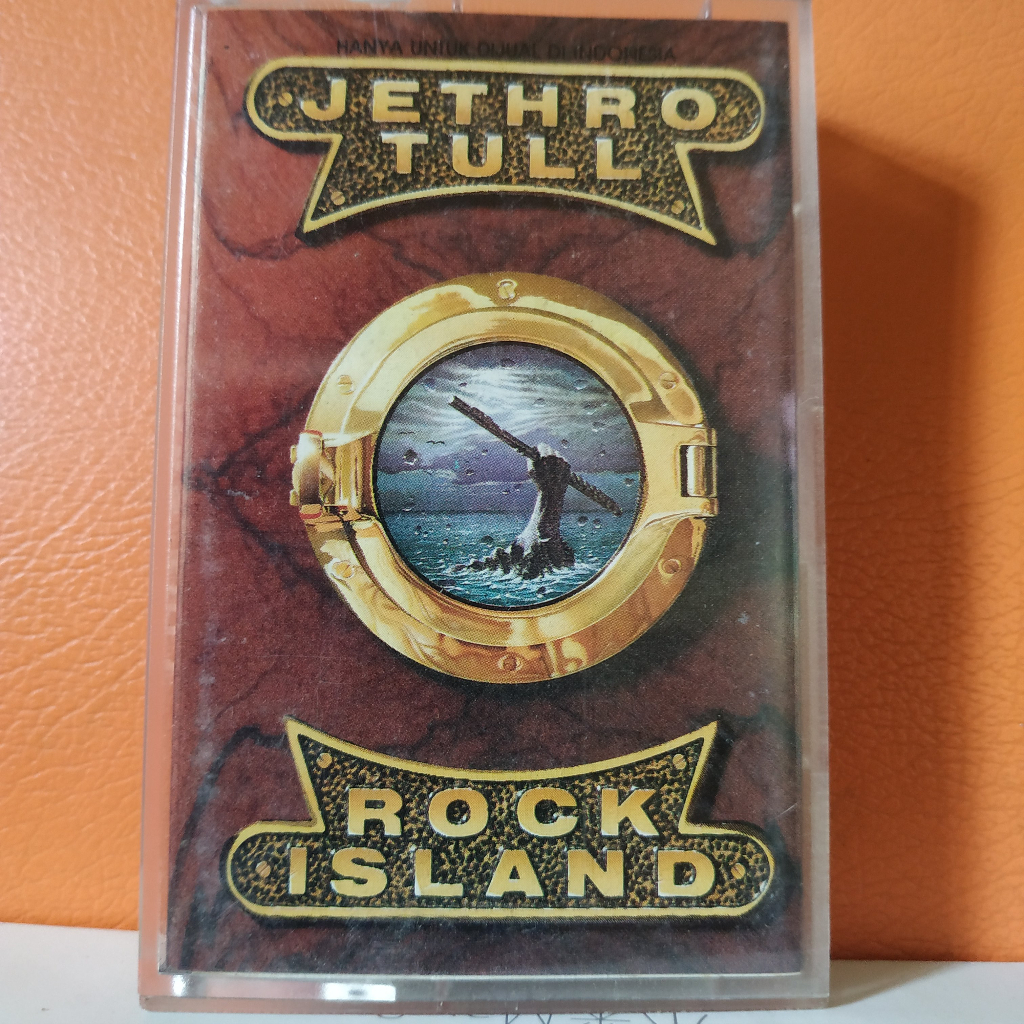 HANYA UNTUK DIJUAL DI INDONESIA
JETHRO
TULL
ROCK
ISLAND